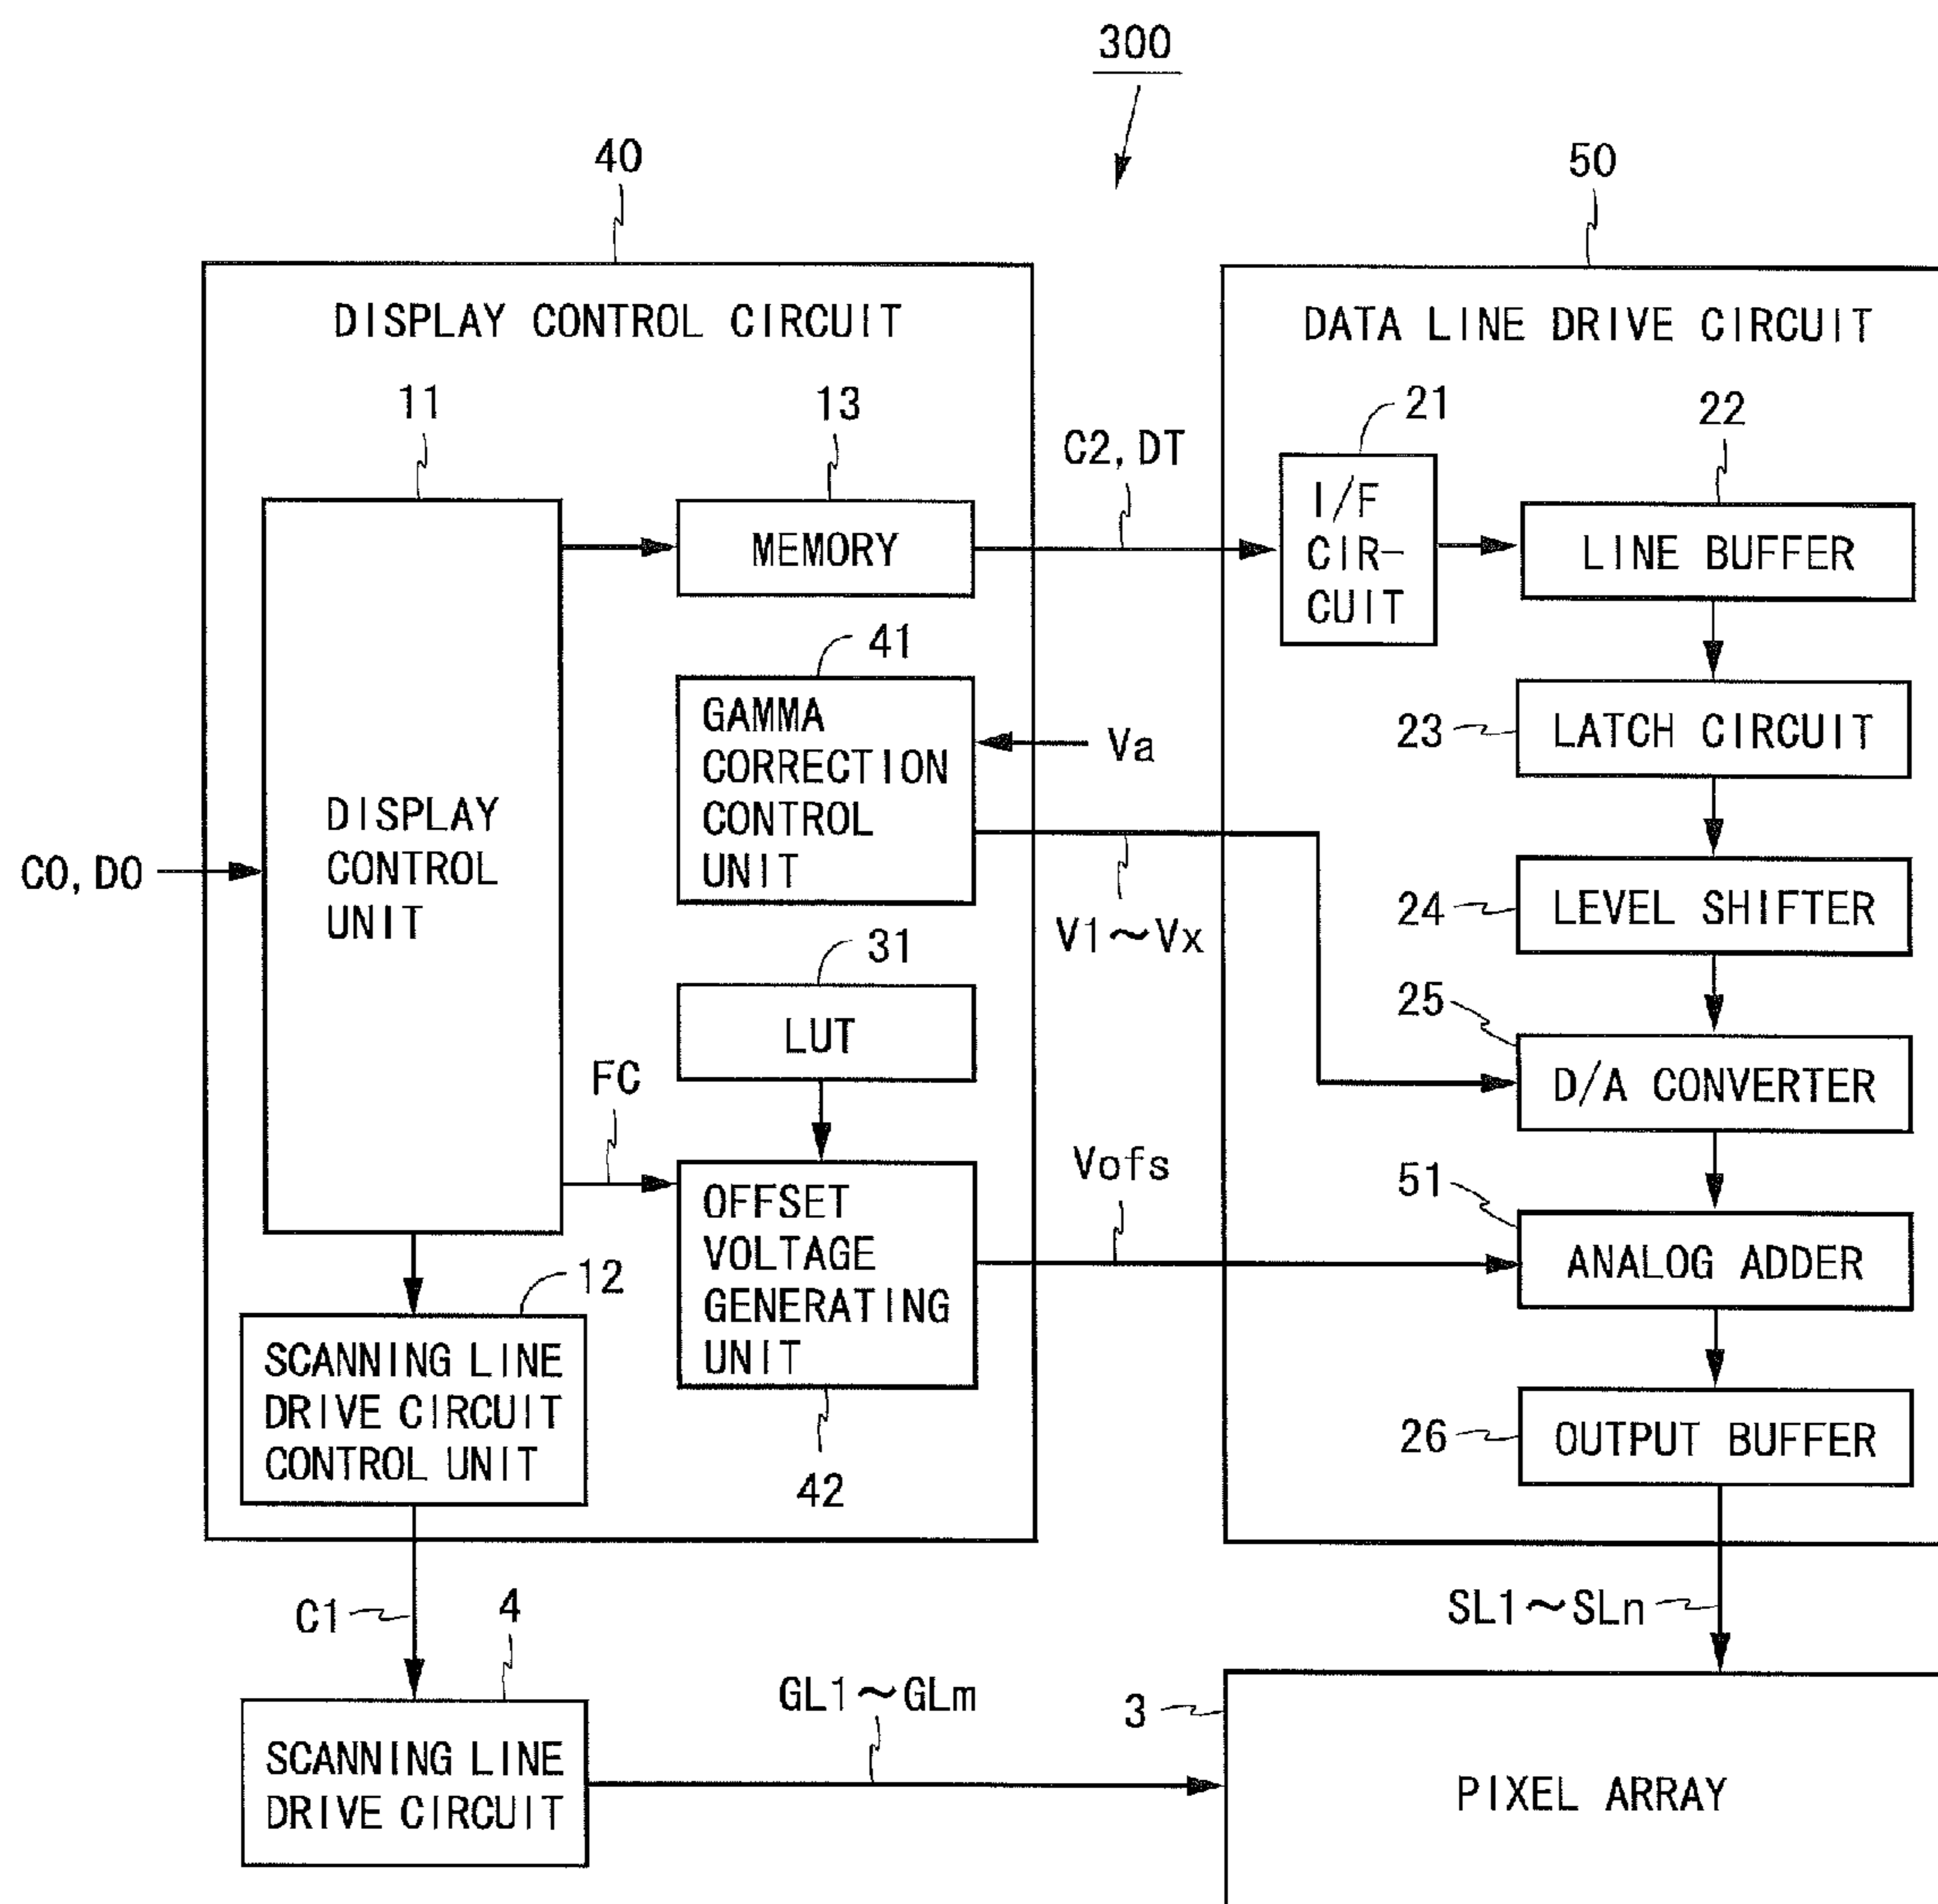 300
40
50
DISPLAY CONTROL CIRCUIT
DATA LINE DRIVE CIRCUIT
11
13
C2, DT
21
22
MEMORY
I/F
CIR-
CUIT
LINE BUFFER
41
GAMMA
CORRECTION
CONTROL
UNIT
Va
23
LATCH CIRCUIT
DISPLAY
CONTROL
UNIT
C0, D0
V1~Vx
24
LEVEL SHIFTER
31
LUT
25
D/A CONVERTER
FC
OFFSET
VOLTAGE
GENERATING
UNIT
Vofs
51
ANALOG ADDER
12
SCANNING LINE
DRIVE CIRCUIT
CONTROL UNIT
42
26
OUTPUT BUFFER
C1
4
SL1~SLn
GL1~GLm
3
SCANNING LINE
DRIVE CIRCUIT
PIXEL ARRAY